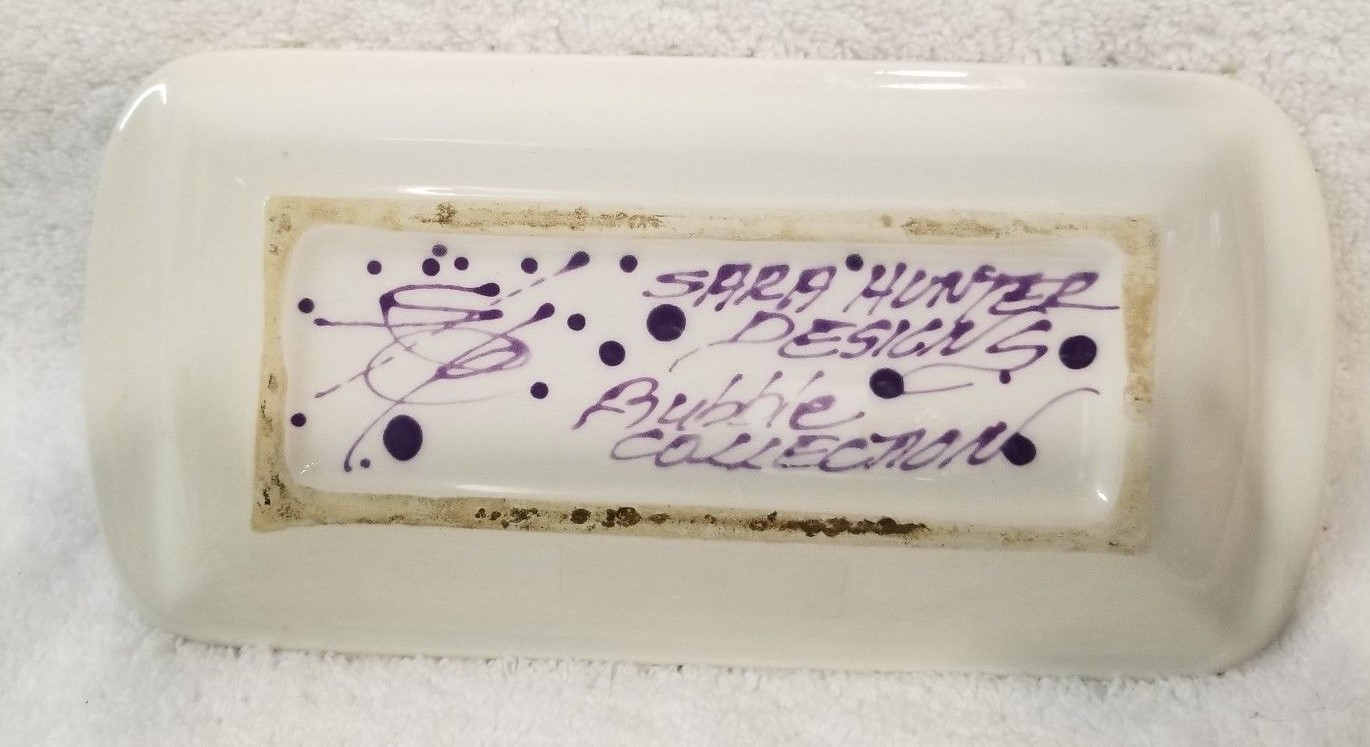 SARA HUNTER
DESIGNS
Bubble
COLLECTION